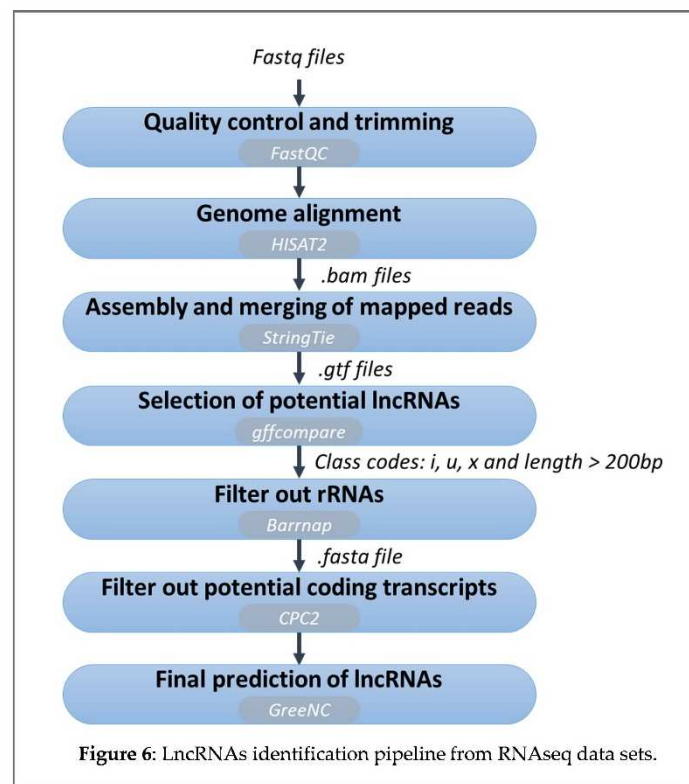 Fastq files
Quality control and trimming
FastQC
Genome alignment
HISAT2
.bam files
Assembly and merging of mapped reads
StringTie
.gtf files
Selection of potential lncRNAs
gffcompare
Class codes: i, u, x and length > 200bp
Filter out rRNAs
Barrnap
.fasta file
Filter out potential coding transcripts
CPC2
Final prediction of lncRNAs
GreeNC
Figure 6: LncRNAs identification pipeline from RNAseq data sets.